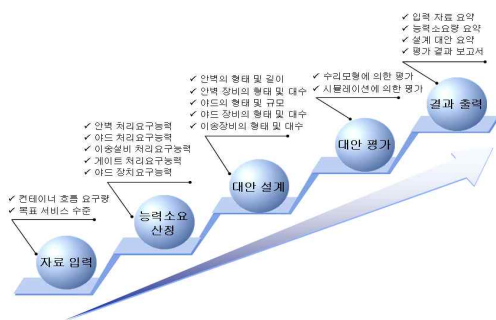 ✓ 입력 자료 요약
✓ 능력소요량 요약
✓ 설계 대안 요약
✓ 평가 결과 보고서
결과 출력
✓ 수리모형에 의한 평가
✓ 시뮬레이션에 의한 평가
대안 평가
✓ 안벽의 형태 및 길이
✓ 안벽 장비의 형태 및 대수
✓ 야드의 형태 및 규모
✓ 야드 장비의 형태 및 대수
✓ 이송장비의 형태 및 대수
대안 설계
✓ 안벽 처리요구능력
✓ 야드 처리요구능력
✓ 이송설비 처리요구능력
✓ 게이트 처리요구능력
✓ 야드 장치요구능력
능력소요
산정
✓ 컨테이너 흐름 요구량
✓ 목표 서비스 수준
자료 입력